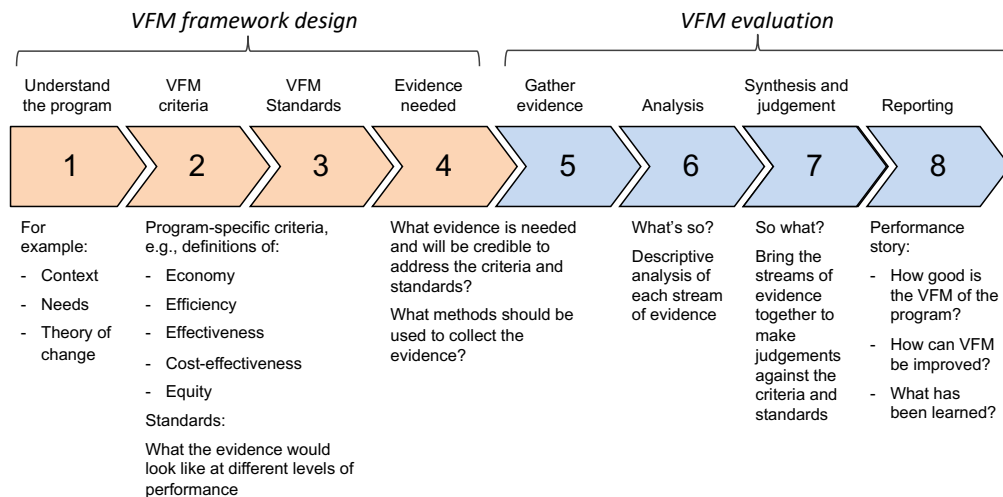 VFM framework design
VFM evaluation
Understand
the program
VFM
criteria
VFM
Standards
Evidence
needed
Gather
evidence
Analysis
Synthesis and
judgement
Reporting
1
2
3
4
5
6
7
8
For
example:
- Context
- Needs
- Theory of
change
Program-specific criteria,
e.g., definitions of:
- Economy
- Efficiency
- Effectiveness
- Cost-effectiveness
- Equity
Standards:
What the evidence would
look like at different levels of
performance
What evidence is needed
and will be credible to
address the criteria and
standards?
What methods should be
used to collect the
evidence?
What's so?
Descriptive
analysis of
each stream
of evidence
So what?
Bring the
streams of
evidence
together to
make
judgements
against the
criteria and
standards
Performance
story:
- How good is
the VFM of the
program?
- How can VFM
be improved?
- What has
been learned?